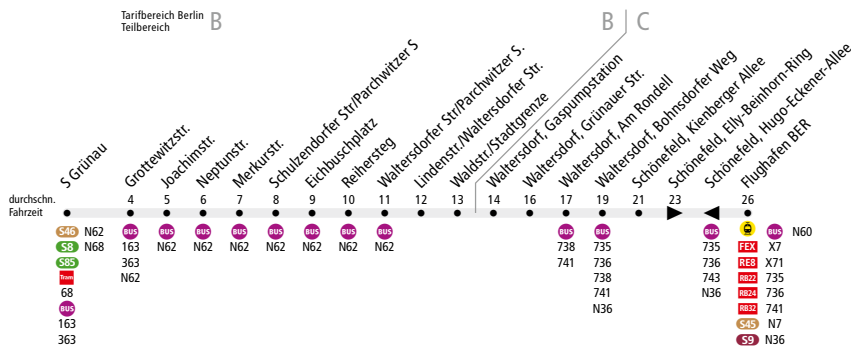 Tarifbereich Berlin
Teilbereich
B
B
C
S Grünau
Grottewitzstr.
Joachimstr.
Neptunstr.
Merkurstr.
Schulzendorfer Str/Parchwitzer S
Eichbuschplatz
Reihersteg
Waltersdorfer Str/Parchwitzer S.
Lindenstr./Waltersdorfer Str.
Waldstr/Stadtgrenze
Waltersdorf, Gaspumpstation
Waltersdorf, Grünauer Str.
Waltersdorf, Am Rondell
Waltersdorf, Bohnsdorfer Weg
Schönefeld, Kienberger Allee
Schönefeld, Elly-Beinhorn-Ring
Schönefeld, Hugo-Eckener-Allee
Flughafen BER
durchschn.
Fahrzeit
4 5 6 7 8 9 10 11 12 13 14 16 17 19 21 23 26
S46 N62
S8 N68
S85
Tram
68
BUS
163
363
BUS
163
363
N62
BUS
N62
BUS
N62
BUS
N62
BUS
N62
BUS
N62
BUS
N62
BUS
N62
BUS
738
741
BUS
735
736
738
741
N36
BUS
735
736
743
N36
BUS N60
FEX X7
RE8 X71
RB22 735
RB24 736
RB32 741
S45 N7
S9 N36